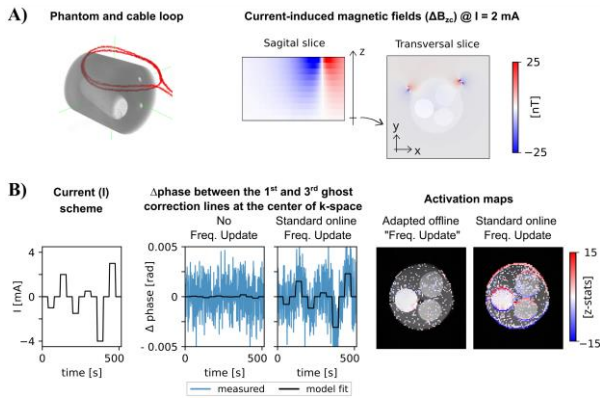 A)
Phantom and cable loop
Current-induced magnetic fields (ΔBzc) @ I = 2 mA
Sagital slice
Transversal slice
z
y
x
25
[nT]
−25
B)
Current (I)
scheme
Δphase between the 1st and 3rd ghost
correction lines at the center of k-space
Activation maps
No
Freq. Update
Standard online
Freq. Update
Adapted offline
"Freq. Update"
Standard online
Freq. Update
I [mA]
4
0
−4
0
500
time [s]
Δ phase [rad]
0.005
0
- 0.005
0
500
time [s]
0
500
time [s]
measured
model fit
15
[z-stats]
−15